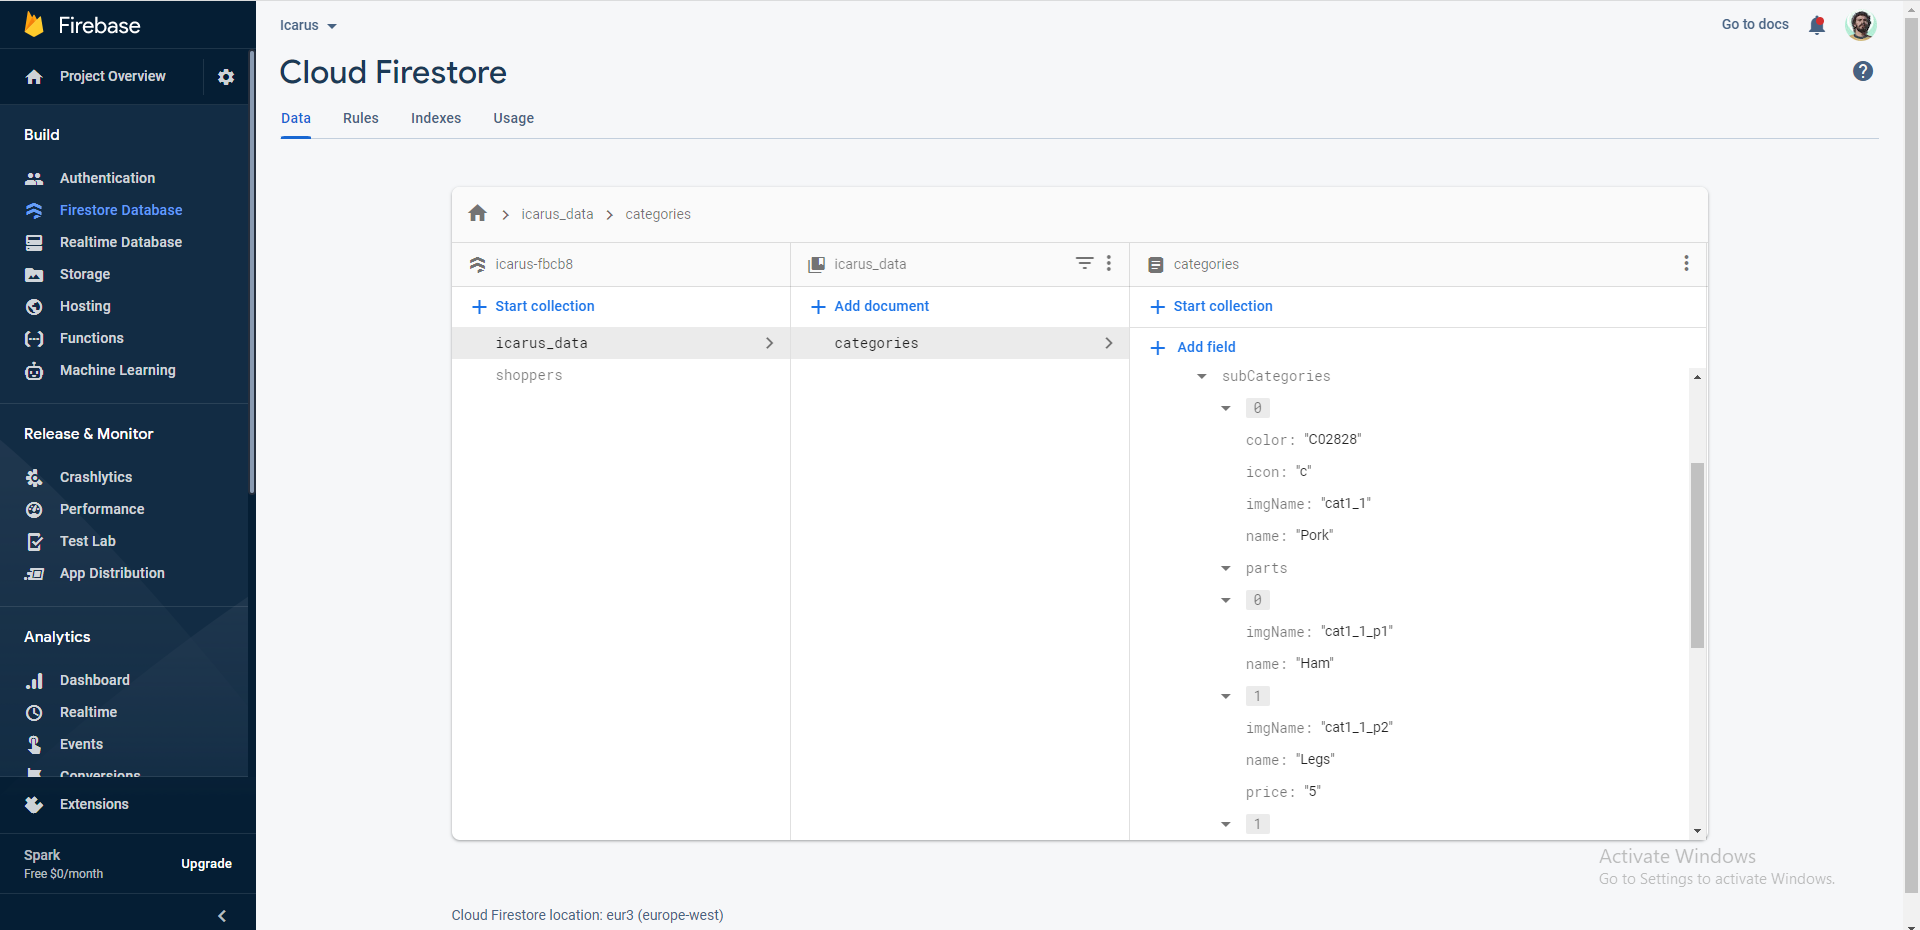 Firebase
Project Overview
Build
Authentication
Firestore Database
Realtime Database
Storage
Hosting
Functions
Machine Learning
Release & Monitor
Crashlytics
Performance
Test Lab
App Distribution
Analytics
Dashboard
Realtime
Events
Conversions
Extensions
Spark
Free $0/month
Upgrade
Icarus
Go to docs
Cloud Firestore
Data Rules Indexes Usage
icarus_data categories
icarus-fbcb8
Start collection
icarus_data
shoppers
icarus_data
Add document
categories
categories
Start collection
Add field
subCategories
0
color: "C02828"
icon: "c"
imgName: "cat1_1"
name: "Pork"
parts
0
imgName: "cat1_1_p1"
name: "Ham"
1
imgName: "cat1_1_p2"
name: "Legs"
price: "5"
1
Activate Windows
Go to Settings to activate Windows.
Cloud Firestore location: eur3 (europe-west)